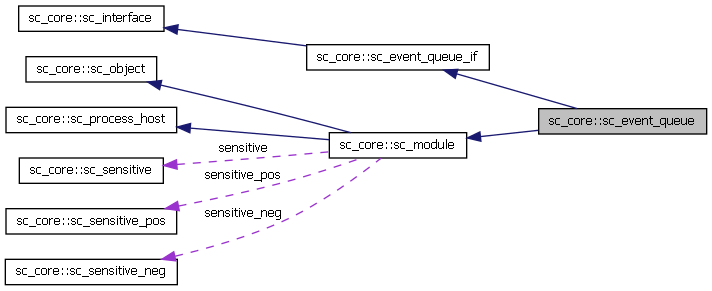 sc_core::sc_interface
sc_core::sc_event_queue_if
sc_core::sc_object
sc_core::sc_event_queue
sc_core::sc_process_host
sc_core::sc_module
sensitive
sc_core::sc_sensitive
sensitive_pos
sc_core::sc_sensitive_pos
sensitive_neg
sc_core::sc_sensitive_neg